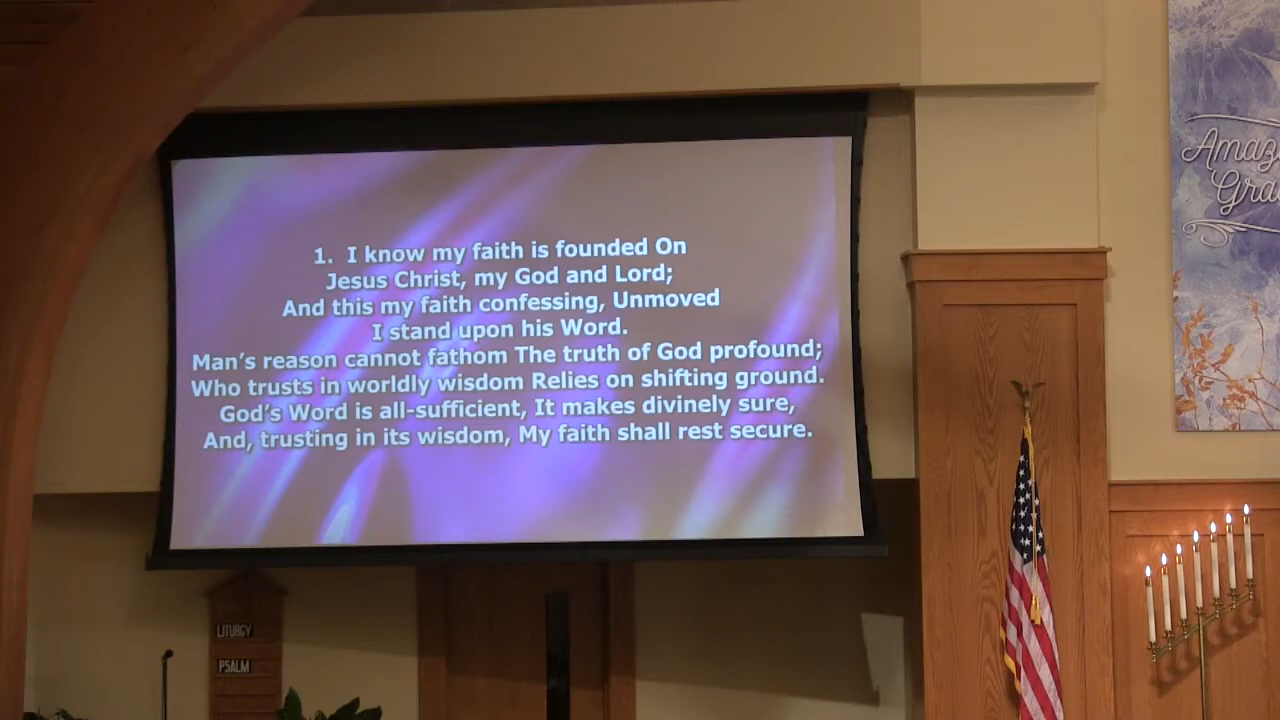 1. I know my faith is founded On
Jesus Christ, my God and Lord;
And this my faith confessing, Unmoved
I stand upon his Word.
Man's reason cannot fathom The truth of God profound;
Who trusts in worldly wisdom Relies on shifting ground.
God's Word is all-sufficient, It makes divinely sure,
And, trusting in its wisdom, My faith shall rest secure.
Amaz
Gra
LITURGY
PSALM